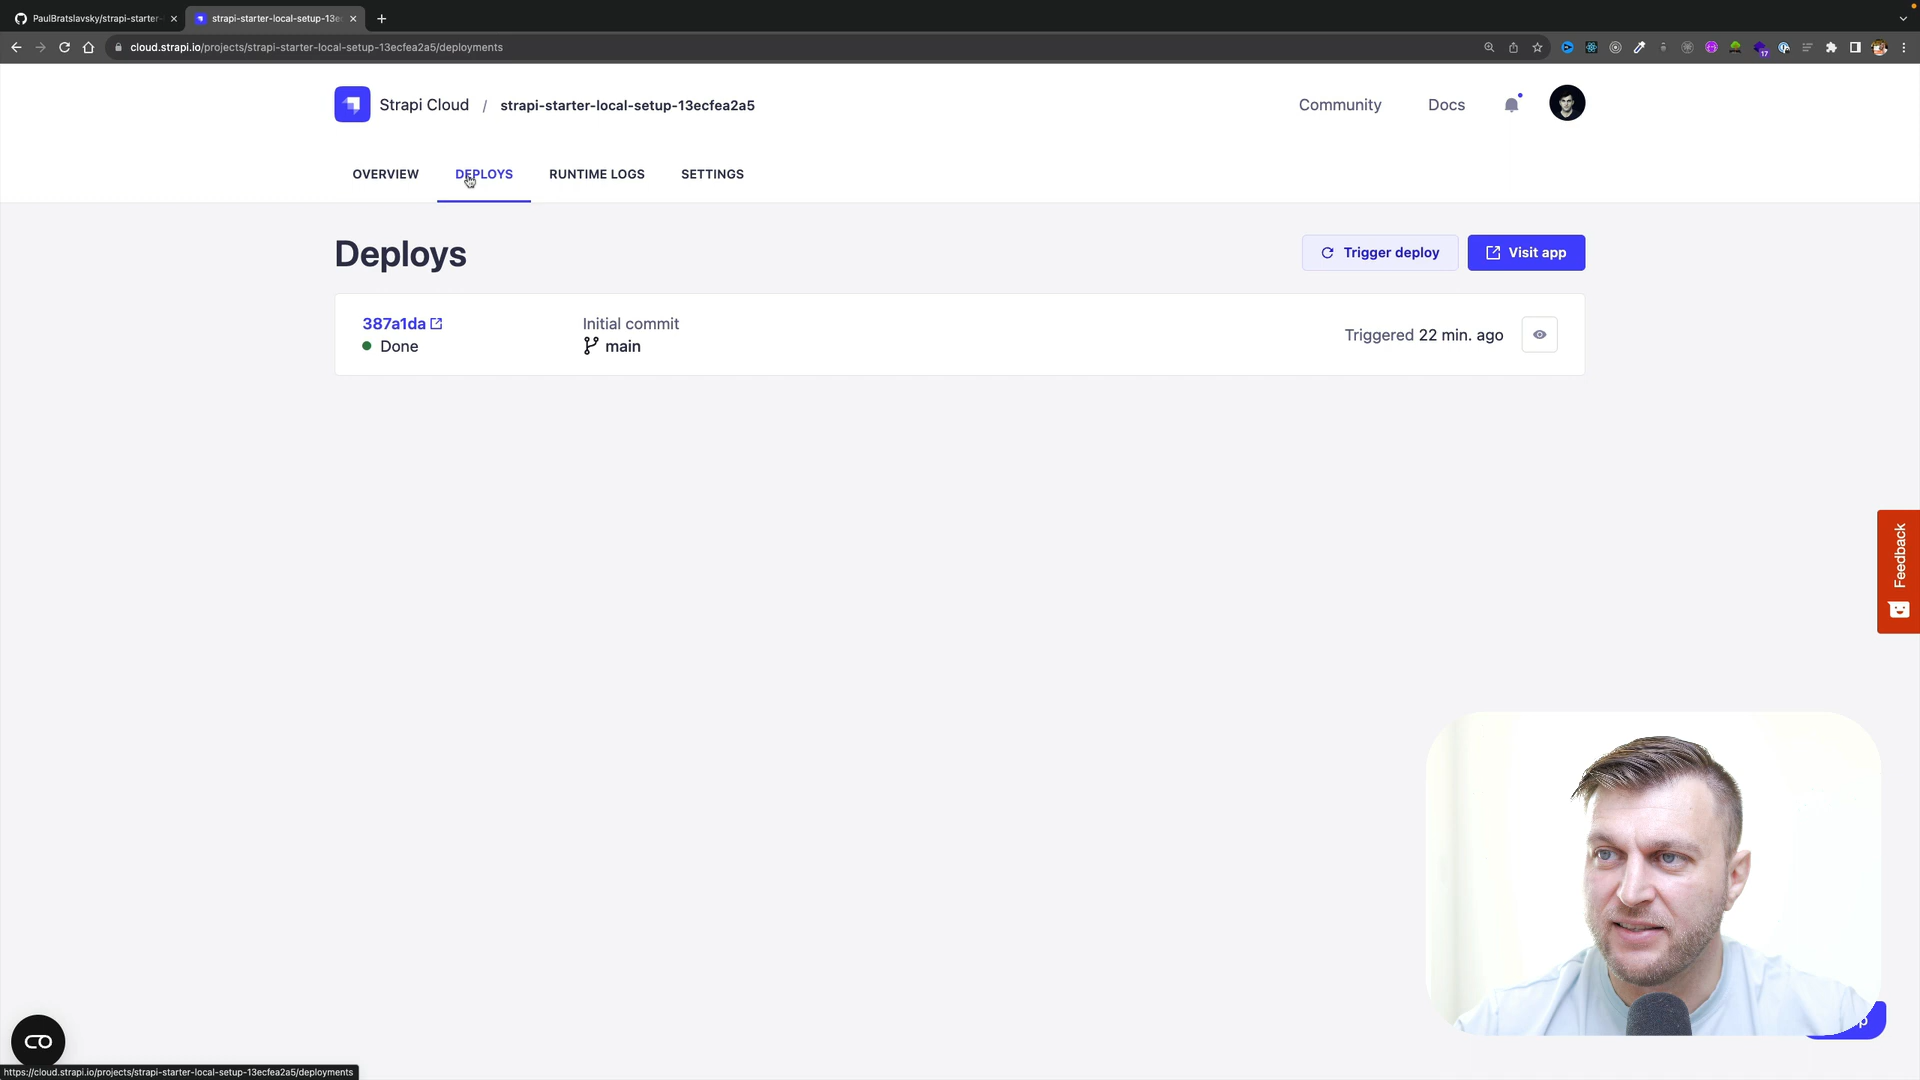 PaulBratslavsky/strapi-starter-
strapi-starter-local-setup-13ec
cloud.strapi.io/projects/strapi-starter-local-setup-13ecfea2a5/deployments
17
Strapi Cloud / strapi-starter-local-setup-13ecfea2a5
Community
Docs
OVERVIEW
DEPLOYS
RUNTIME LOGS
SETTINGS
Deploys
Trigger deploy
Visit app
387a1da
Initial commit
Done
main
Triggered 22 min. ago
Feedback
https://cloud.strapi.io/projects/strapi-starter-local-setup-13ecfea2a5/deployments